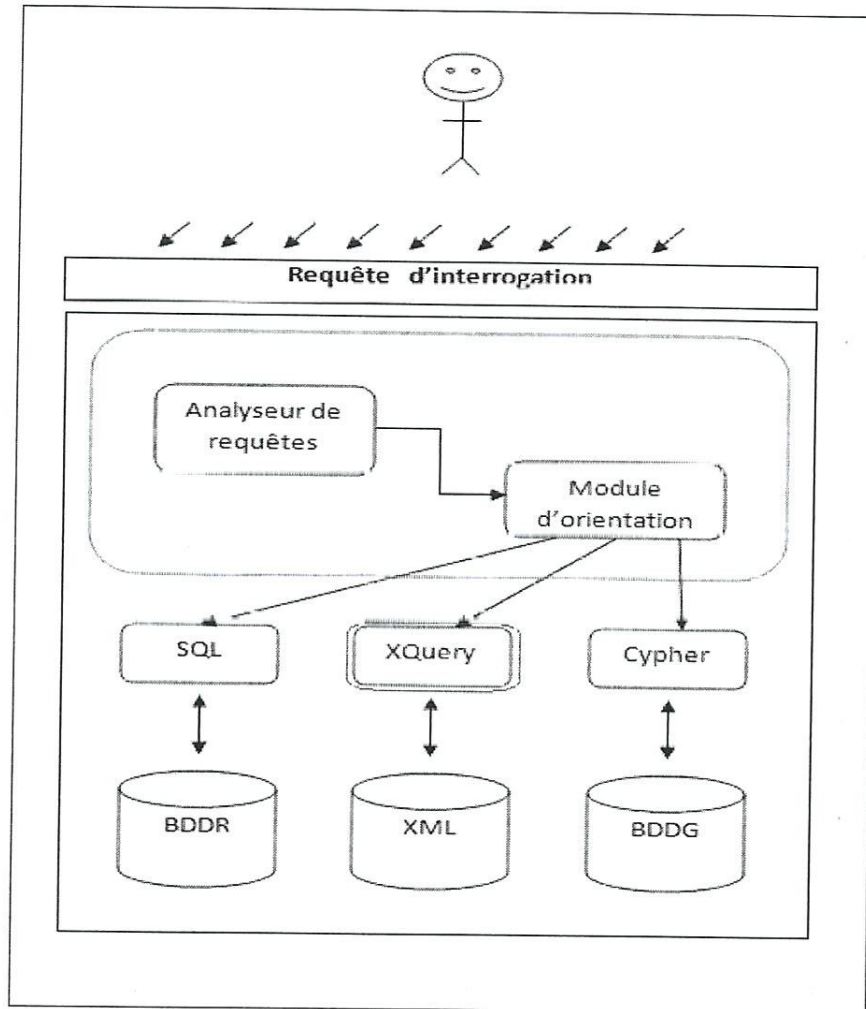 Requête d'interrogation
Analyseur de
requêtes
Module
d'orientation
SQL
XQuery
Cypher
BDDR
XML
BDDG